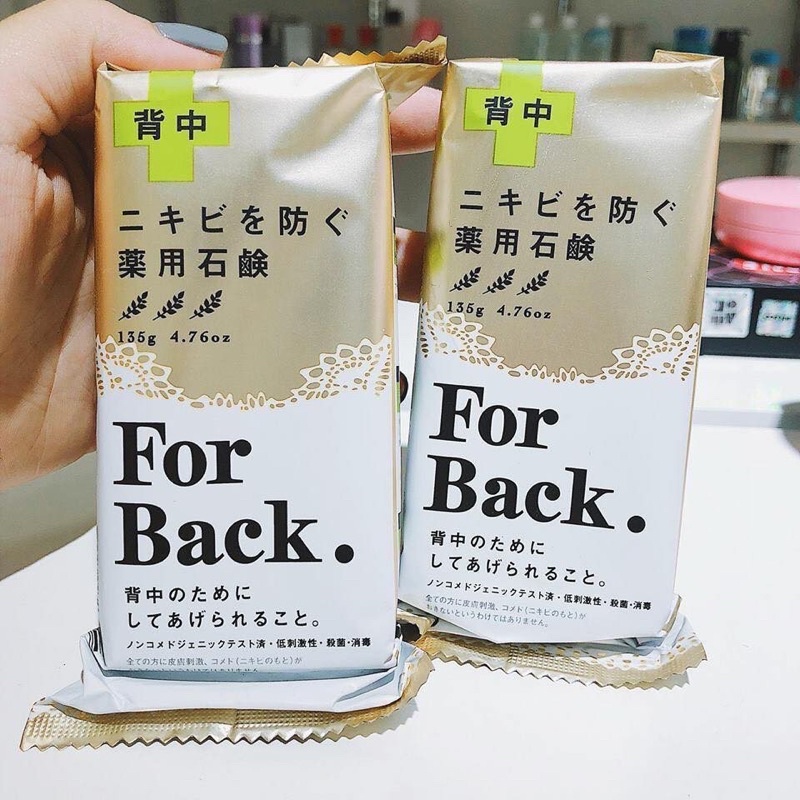 背中
ニキビを防ぐ
薬用石鹸
135g 4.76oz
For
Back.
背中のために
してあげられること。
ノンコメドジェニックテスト済・低刺激性・殺菌・消毒
全ての方に皮膚刺激、コメド(ニキビのもと)が
背中
ニキビを防ぐ
薬用石鹸
135g 4.76oz
For
Back.
背中のために
してあげられること。
ノンコメドジェニックテスト済・低刺激性・殺菌・消毒
全ての方に皮膚刺激、コメド(ニキビのもと)が
おきないというわけではありません。